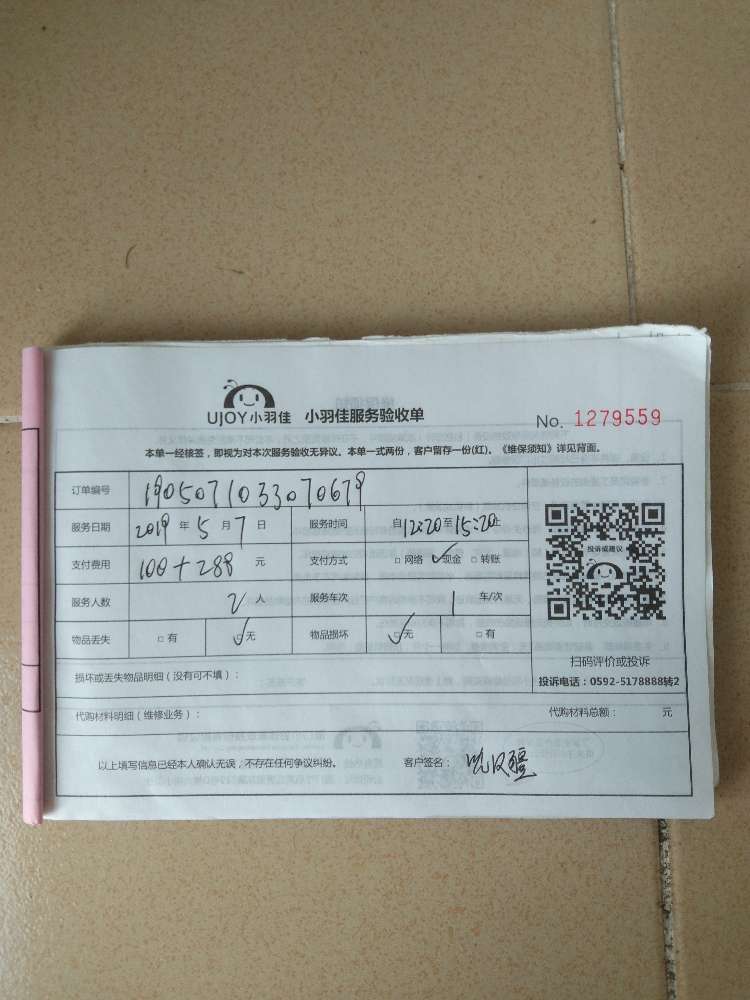 UJOY小羽佳 小羽佳服务验收单
No. 1279559
本单一经核签,即视为对本次服务验收无异议。本单一式两份,客户留存一份(红)。《维保须知》详见背面。
订单编号 1905071033070679
服务日期 2019 年 5 月 7 日 服务时间 自12:20至15:20止
投诉或建议
支付费用 100+288 元 支付方式 □网络 ☑现金 □转账
服务人数 2 人 服务车次 1 车/次
物品丢失 □有 ☑无 物品损坏 ☑无 □有
扫码评价或投诉
损坏或丢失物品明细(没有可不填):
投诉电话:0592-5178888转2
代购材料明细(维修业务): 代购材料总额: 元
以上填写信息已经本人确认无误,不存在任何争议纠纷。 客户签名: